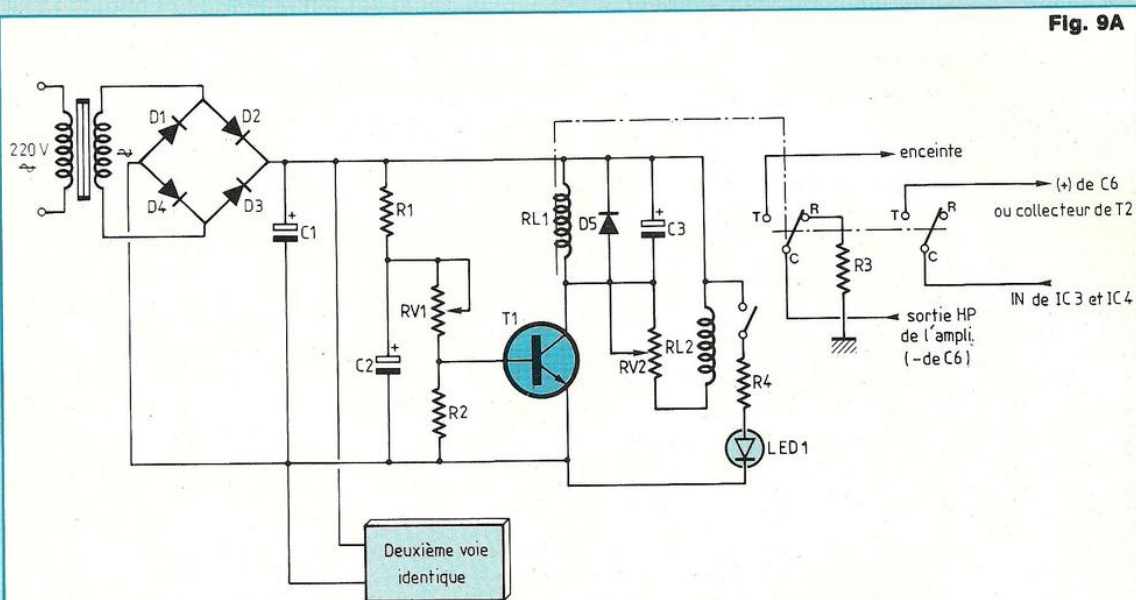 Fig. 9A
220 V
D1
D2
D4
D3
+
C1
R1
RV1
+
C2
R2
T1
RL1
D5
+
C3
RV2
RL2
R4
LED1
T
R
C
R3
T
R
C
enceinte
(+) de C6
ou collecteur de T2
IN de IC3 et IC4
sortie HP
de l'ampli.
(-de C6)
Deuxième voie
identique